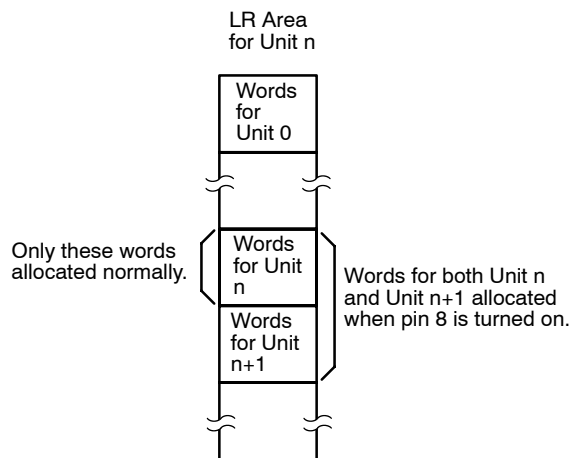 LR Area
for Unit n
Words
for
Unit 0
Only these words
allocated normally.
Words
for Unit
n
Words
for Unit
n+1
Words for both Unit n
and Unit n+1 allocated
when pin 8 is turned on.